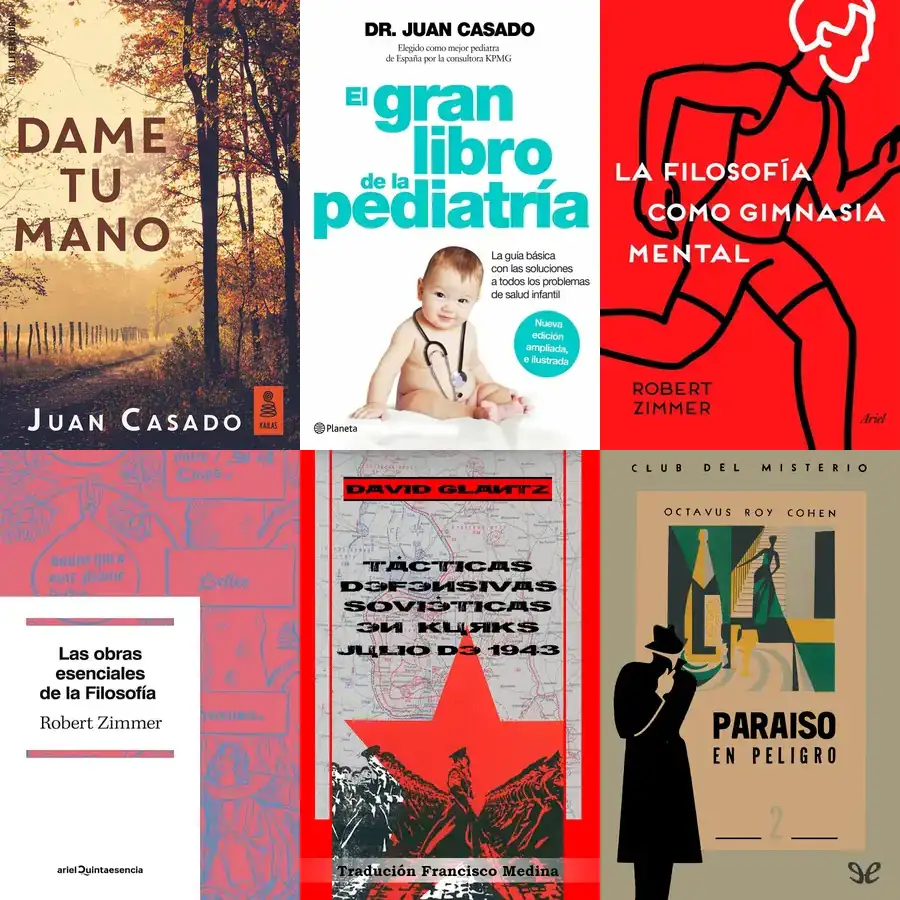 DAME
TU
MANO
JUAN CASADO
KAILAS
DR. JUAN CASADO
Elegido como mejor pediatra
de España por la consultora KPMG
El gran
libro
de la
pediatría
La guía básica
con las soluciones
a todos los problemas
de salud infantil
Nueva
edición
ampliada,
e ilustrada
Planeta
LA FILOSOFÍA
COMO GIMNASIA
MENTAL
ROBERT
ZIMMER
Ariel
Las obras
esenciales
de la Filosofía
Robert Zimmer
arielQuintaesencia
DAVID GLANTZ
TÁCTICAS
DEFENSIVAS
SOVIÉTICAS
EN KURKS
JULIO DE 1943
Tradución Francisco Medina
CLUB DEL MISTERIO
OCTAVUS ROY COHEN
PARAISO
EN PELIGRO
2